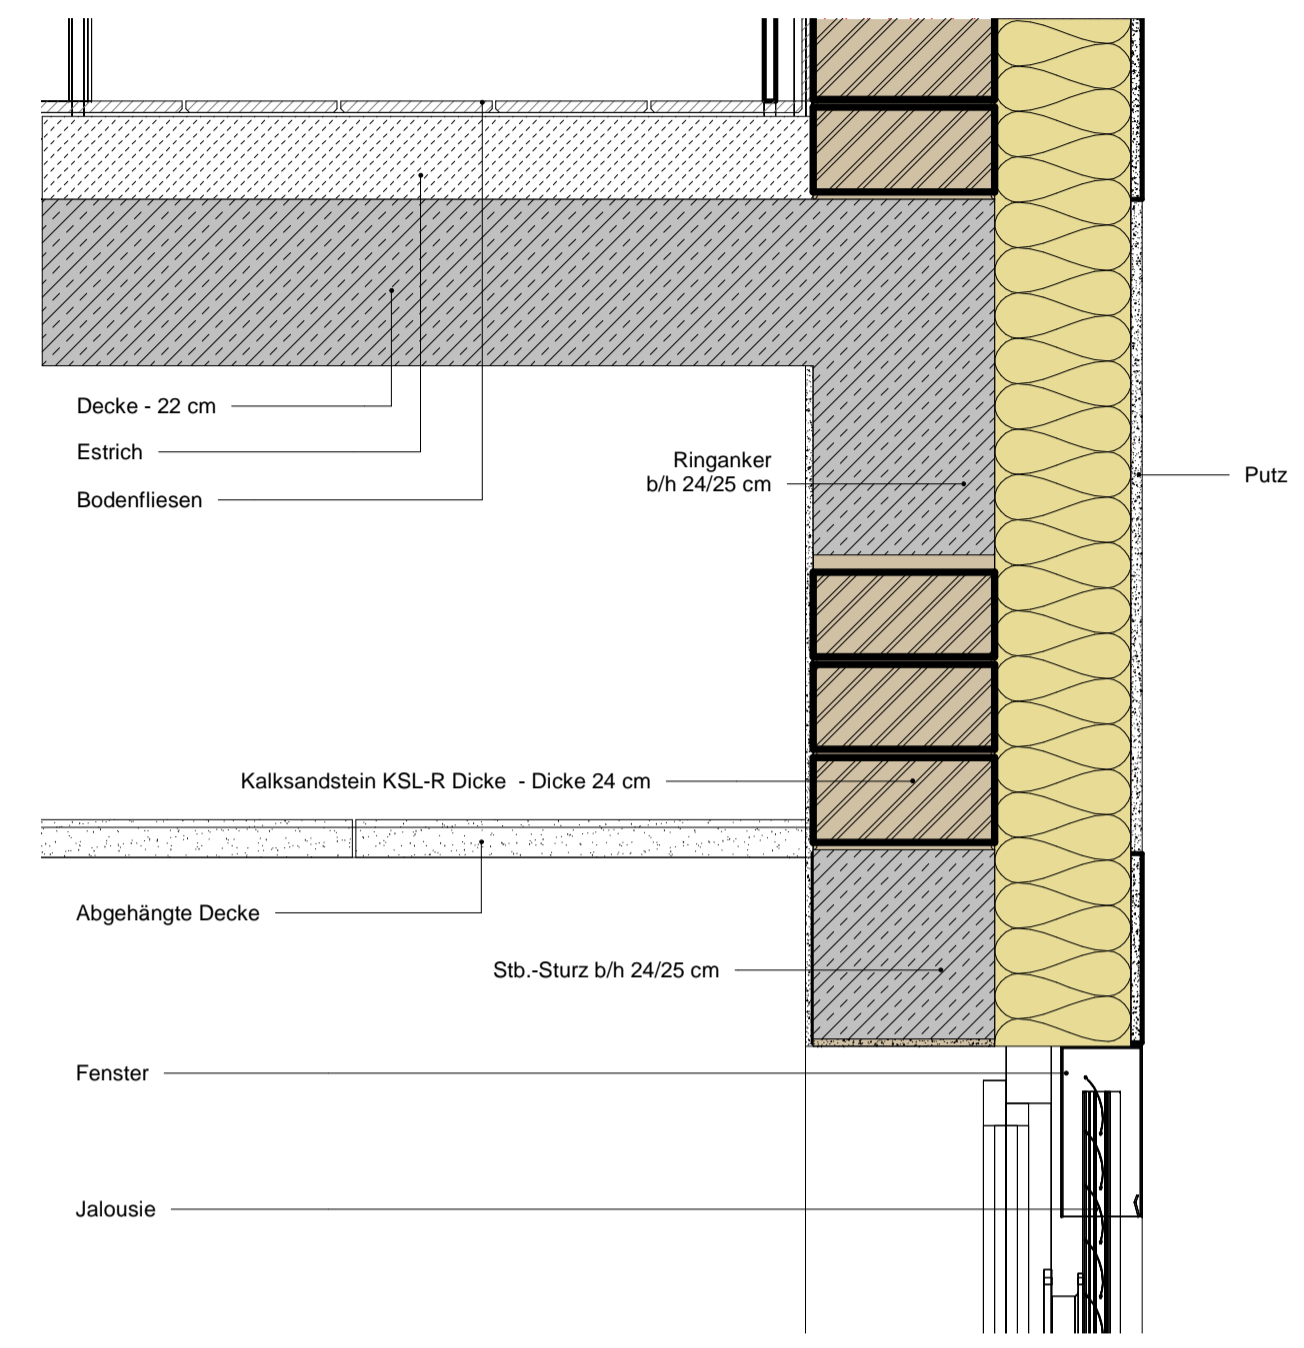 Decke - 22 cm
Estrich
Bodenfliesen
Ringanker
b/h 24/25 cm
Putz
Kalksandstein KSL-R Dicke  - Dicke 24 cm
Abgehängte Decke
Stb.-Sturz b/h 24/25 cm
Fenster
Jalousie